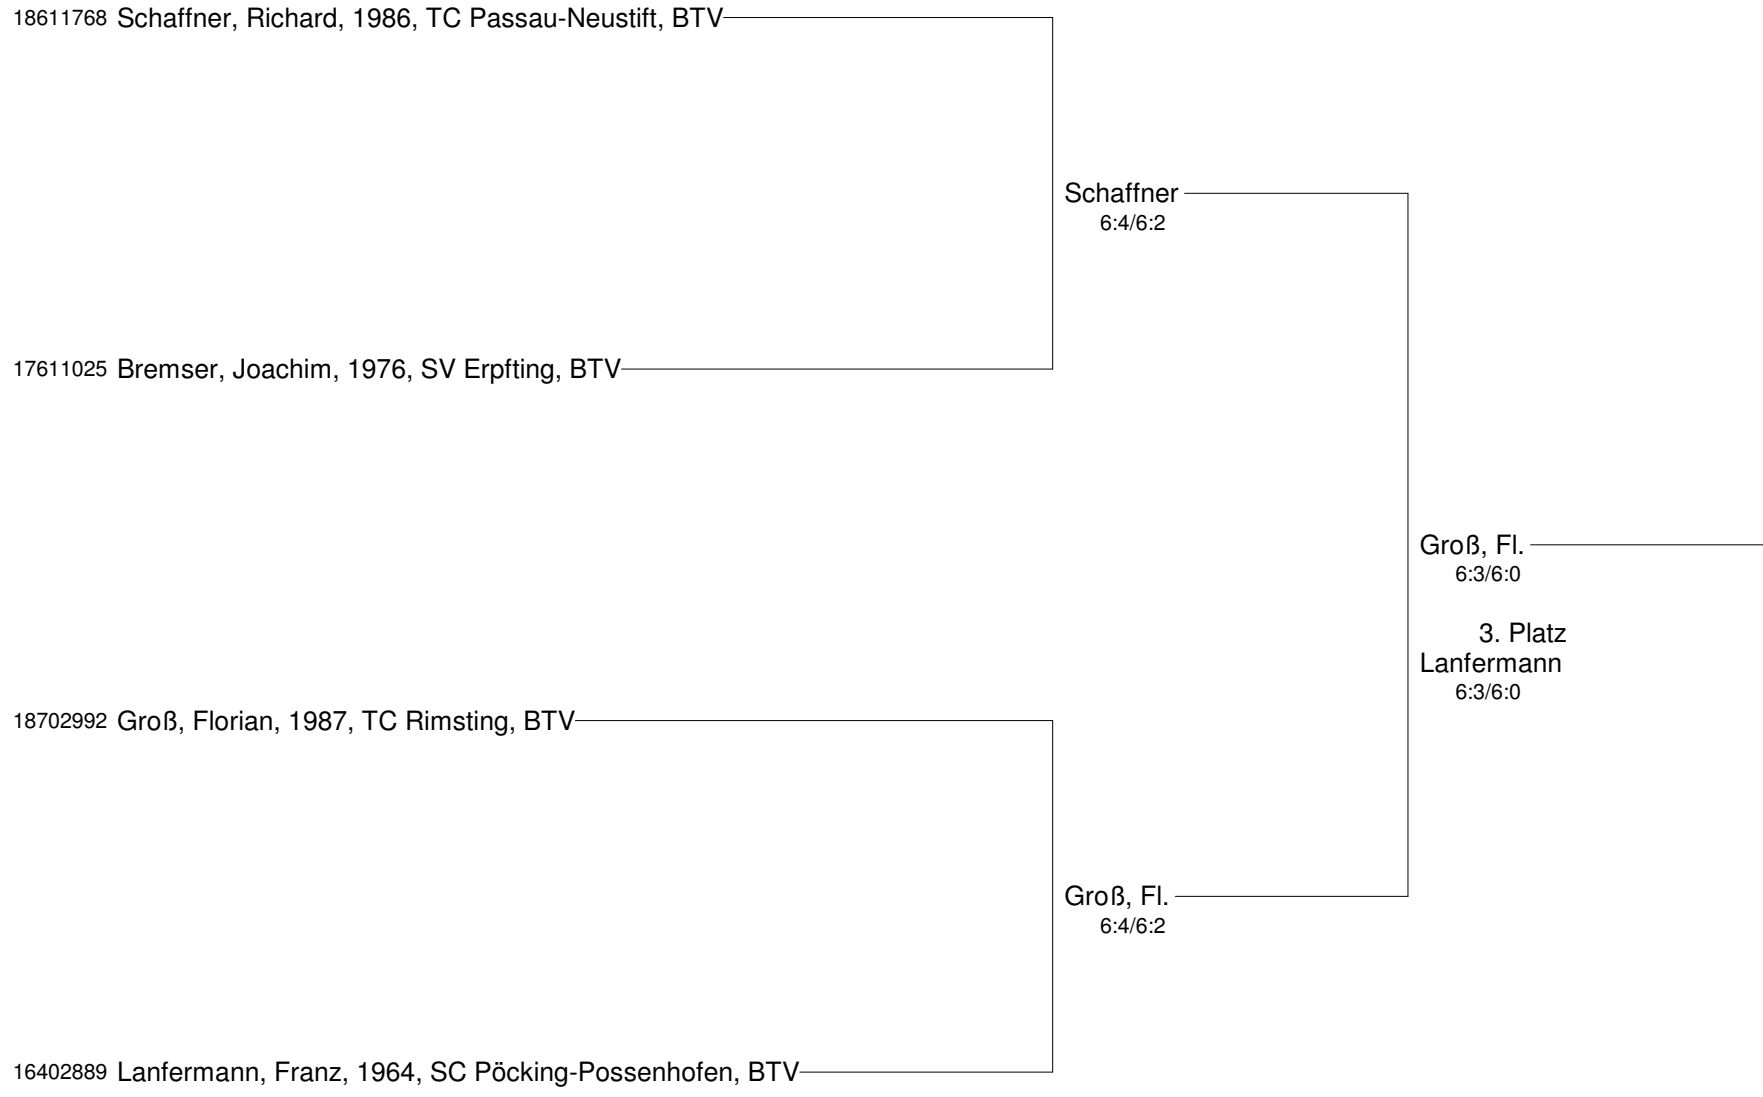 18611768 Schaffner, Richard, 1986, TC Passau-Neustift, BTV
Schaffner
6:4/6:2
17611025 Bremser, Joachim, 1976, SV Erpfting, BTV
Groß, Fl.
6:3/6:0
3. Platz
Lanfermann
6:3/6:0
18702992 Groß, Florian, 1987, TC Rimsting, BTV
Groß, Fl.
6:4/6:2
16402889 Lanfermann, Franz, 1964, SC Pöcking-Possenhofen, BTV